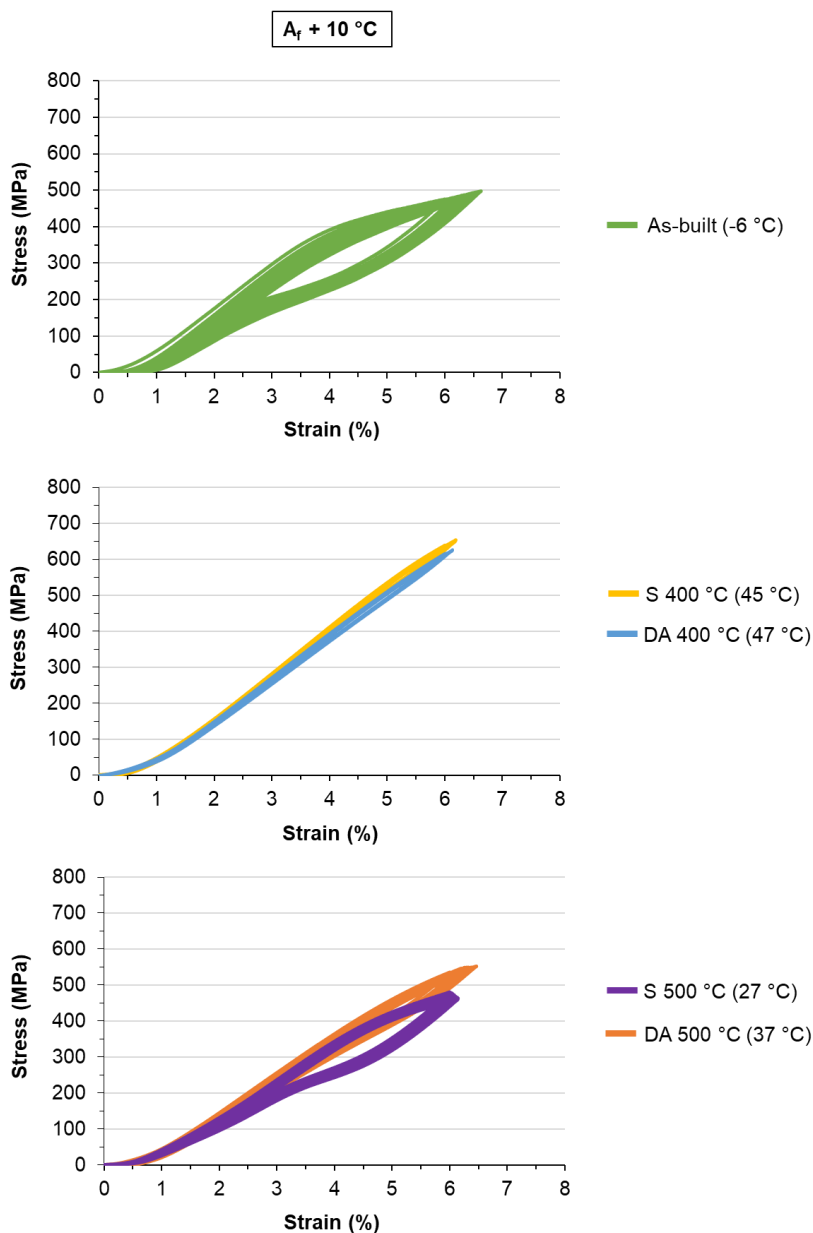 A_f + 10 °C
800
700
600
500
400
300
200
100
0
Stress (MPa)
0 1 2 3 4 5 6 7 8
Strain (%)
As-built (-6 °C)
800
700
600
500
400
300
200
100
0
Stress (MPa)
0 1 2 3 4 5 6 7 8
Strain (%)
S 400 °C (45 °C)
DA 400 °C (47 °C)
800
700
600
500
400
300
200
100
0
Stress (MPa)
0 1 2 3 4 5 6 7 8
Strain (%)
S 500 °C (27 °C)
DA 500 °C (37 °C)